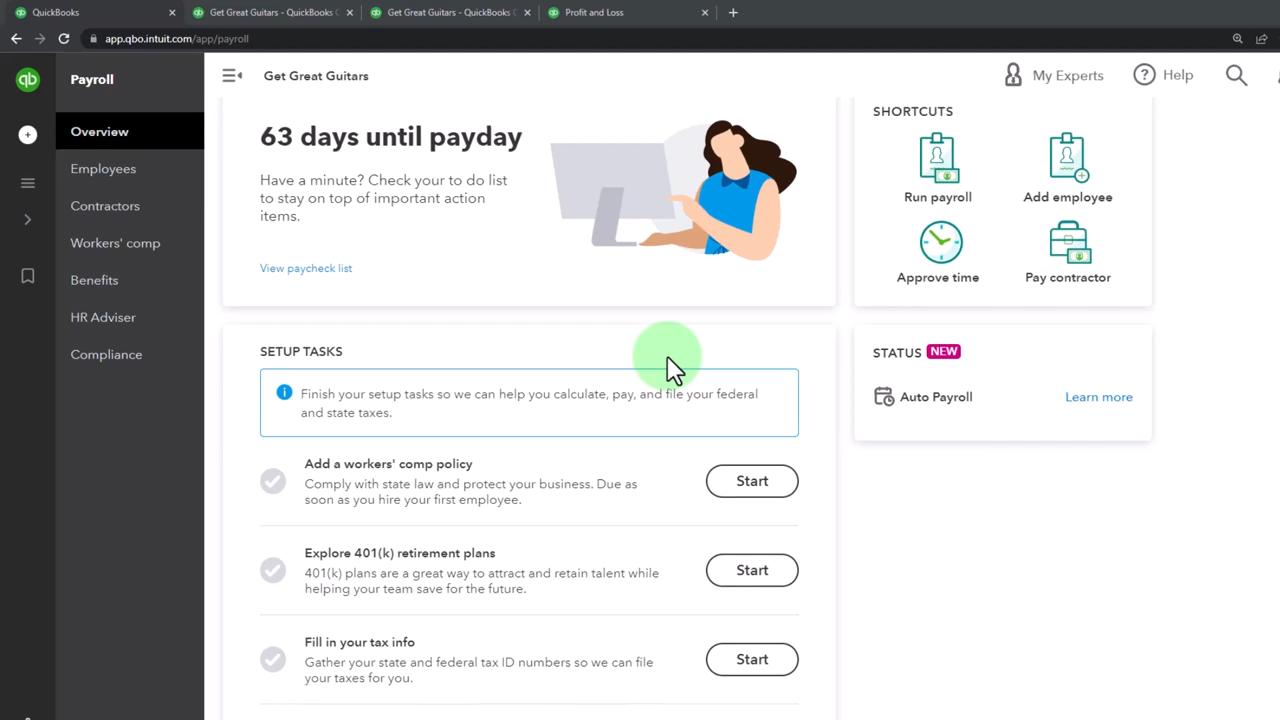 QuickBooks
Get Great Guitars - QuickBooks
Get Great Guitars - QuickBooks
Profit and Loss
app.qbo.intuit.com/app/payroll
qb
Payroll
Get Great Guitars
My Experts
Help
Overview
Employees
Contractors
Workers' comp
Benefits
HR Adviser
Compliance
63 days until payday
Have a minute? Check your to do list
to stay on top of important action
items.
View paycheck list
SHORTCUTS
Run payroll
Add employee
Approve time
Pay contractor
SETUP TASKS
Finish your setup tasks so we can help you calculate, pay, and file your federal
and state taxes.
Add a workers' comp policy
Comply with state law and protect your business. Due as
soon as you hire your first employee.
Start
Explore 401(k) retirement plans
401(k) plans are a great way to attract and retain talent while
helping your team save for the future.
Start
Fill in your tax info
Gather your state and federal tax ID numbers so we can file
your taxes for you.
Start
STATUS NEW
Auto Payroll
Learn more